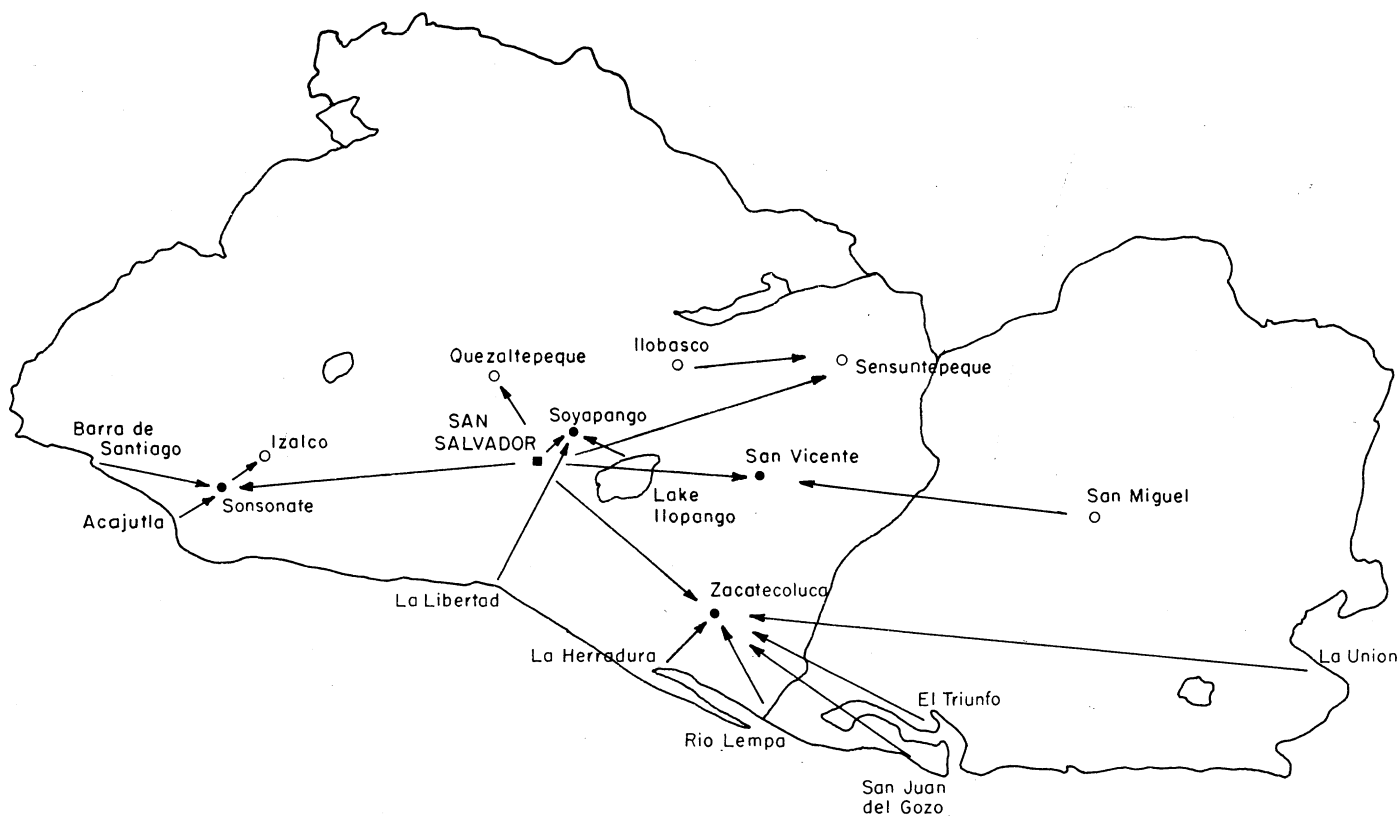 Ilobasco
Quezaltepeque
Sensuntepeque
Soyapango
SAN
SALVADOR
Barra de
Santiago
Izalco
San Vicente
Lake
Ilopango
San Miguel
Sonsonate
Acajutla
La Libertad
Zacatecoluca
La Herradura
La Union
El Triunfo
Rio Lempa
San Juan
del Gozo